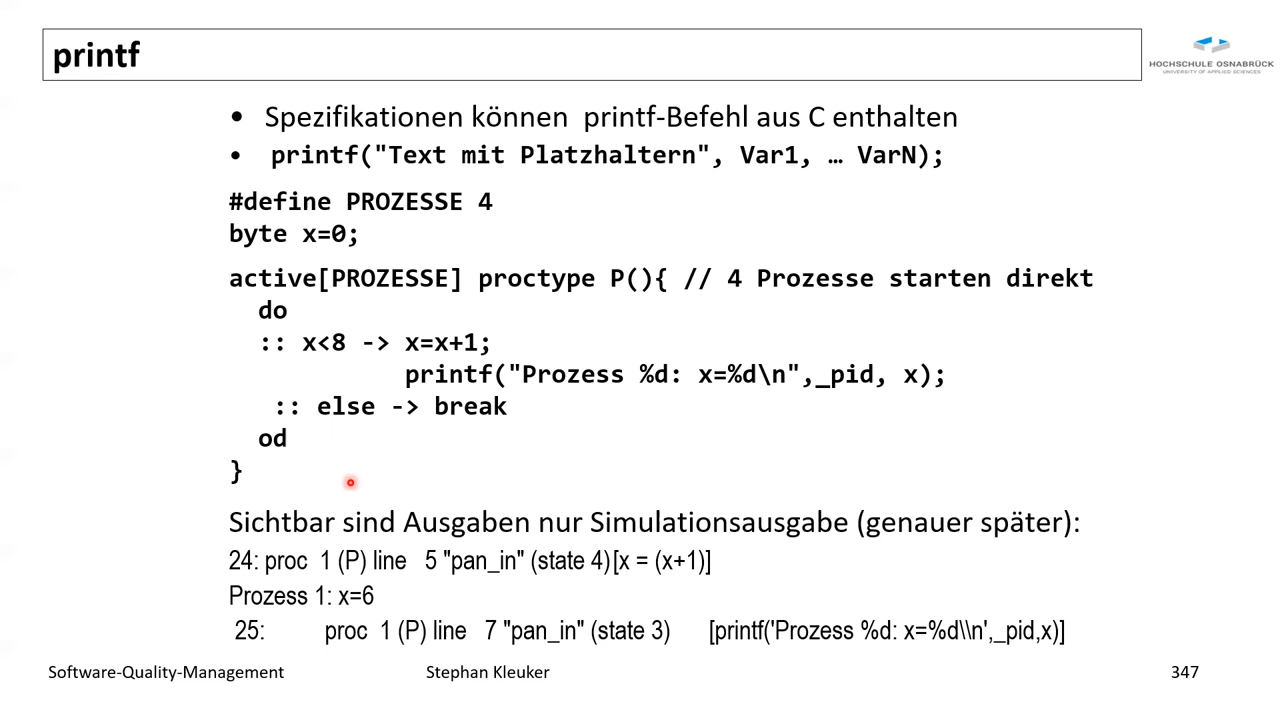 printf
HOCHSCHULE OSNABRÜCK
UNIVERSITY OF APPLIED SCIENCES
• Spezifikationen können printf-Befehl aus C enthalten
• printf("Text mit Platzhaltern", Var1, … VarN);
#define PROZESSE 4
byte x=0;
active[PROZESSE] proctype P(){ // 4 Prozesse starten direkt
do
:: x<8 -> x=x+1;
printf("Prozess %d: x=%d\n",_pid, x);
:: else -> break
od
}
Sichtbar sind Ausgaben nur Simulationsausgabe (genauer später):
24: proc 1 (P) line 5 "pan_in" (state 4)[x = (x+1)]
Prozess 1: x=6
25: proc 1 (P) line 7 "pan_in" (state 3) [printf('Prozess %d: x=%d\\n',_pid,x)]
Software-Quality-Management Stephan Kleuker 347